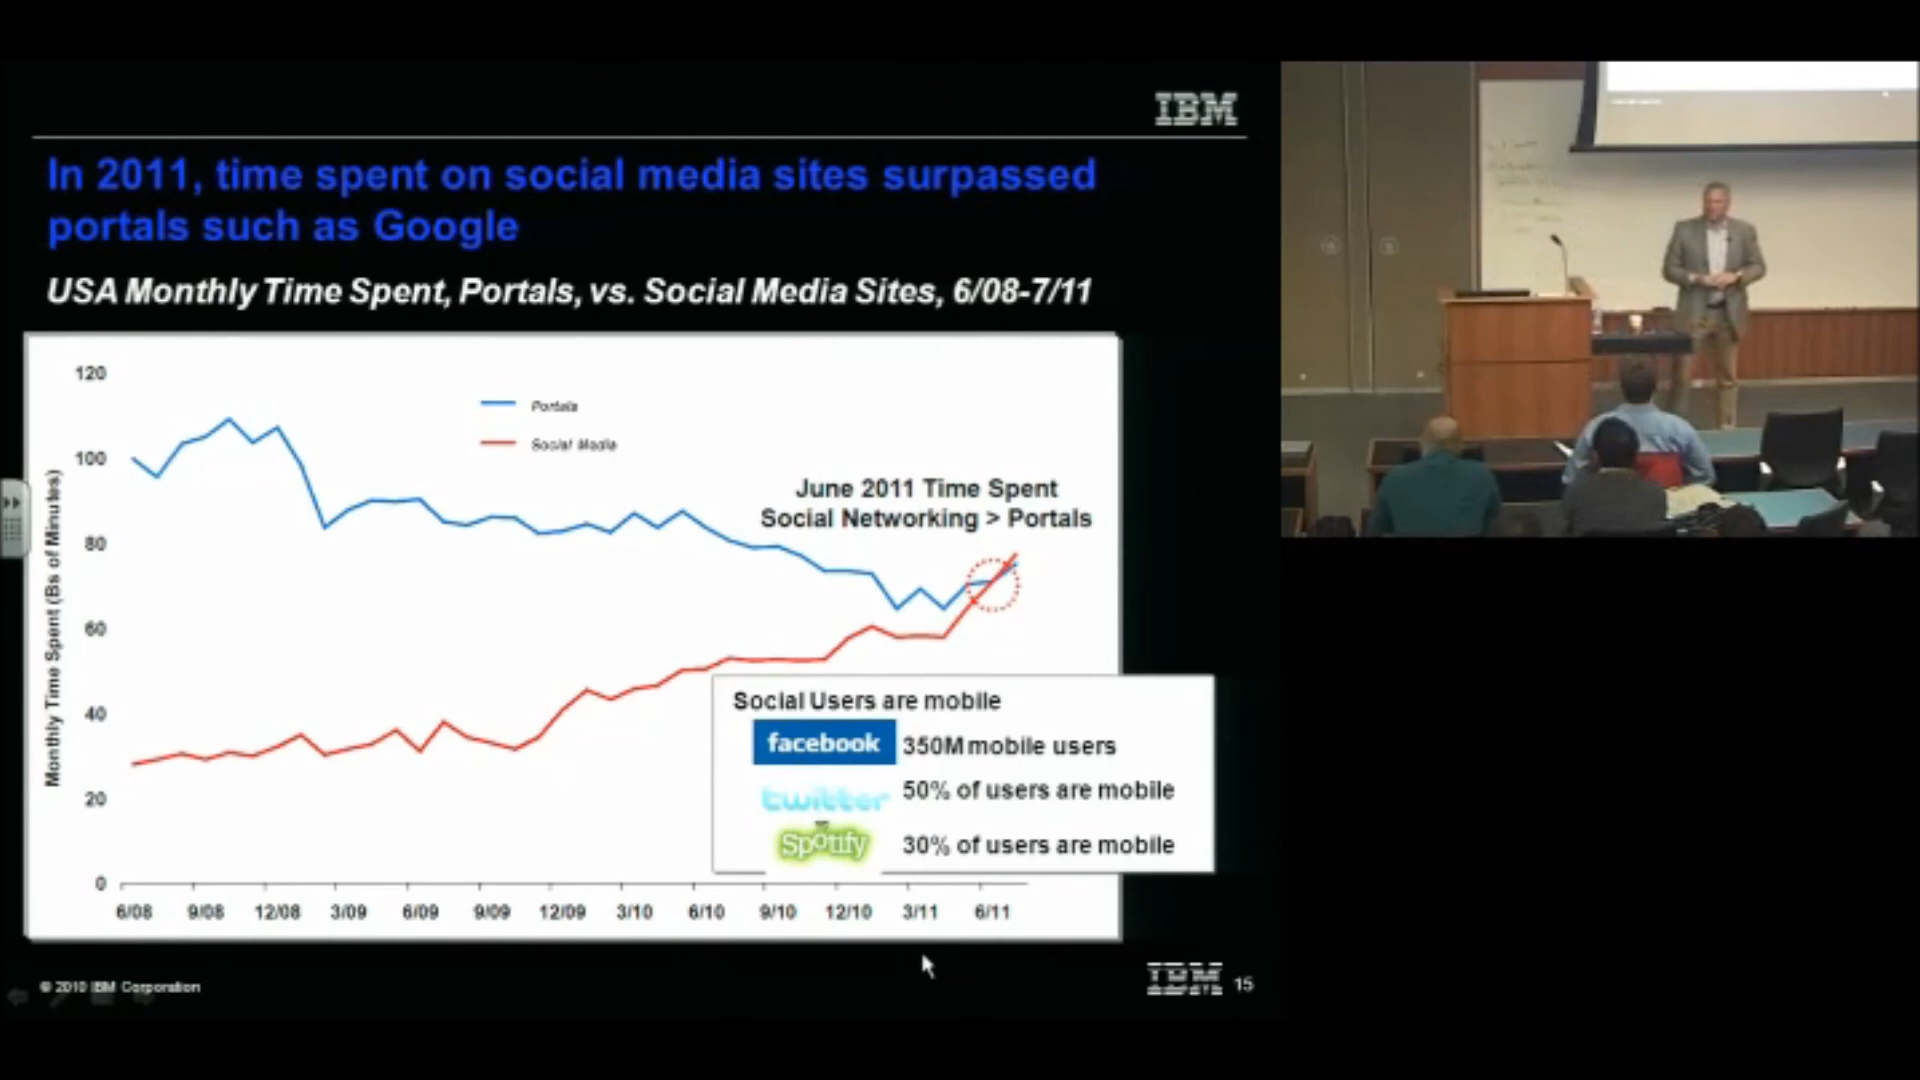 IBM
In 2011, time spent on social media sites surpassed
portals such as Google
USA Monthly Time Spent, Portals, vs. Social Media Sites, 6/08-7/11
Monthly Time Spent (Bs of Minutes)
120
100
80
60
40
20
0
Portals
Social Media
June 2011 Time Spent
Social Networking > Portals
Social Users are mobile
facebook 350M mobile users
twitter 50% of users are mobile
Spotify 30% of users are mobile
6/08 9/08 12/08 3/09 6/09 9/09 12/09 3/10 6/10 9/10 12/10 3/11 6/11
© 2010 IBM Corporation
IBM 15